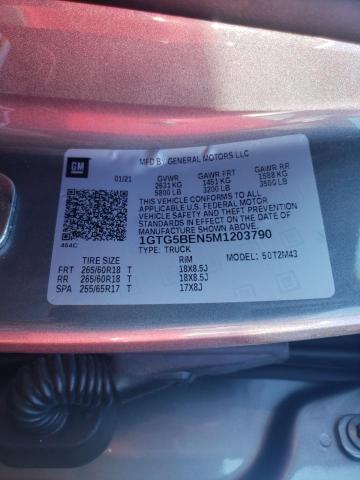 GM
MFD BY GENERAL MOTORS LLC
01/21
GVWR GAWR FRT GAWR RR
2631 KG 1451 KG 1588 KG
5800 LB 3200 LB 3500 LB
THIS VEHICLE CONFORMS TO ALL
APPLICABLE U.S. FEDERAL MOTOR
VEHICLE SAFETY STANDARDS IN
EFFECT ON THE DATE OF
MANUFACTURE SHOWN ABOVE.
464C
1GTG5BEN5M1203790
TYPE: TRUCK MODEL: 50T2M43
TIRE SIZE RIM
FRT 265/60R18 T 18X8.5J
RR 265/60R18 T 18X8.5J
SPA 255/65R17 T 17X8J